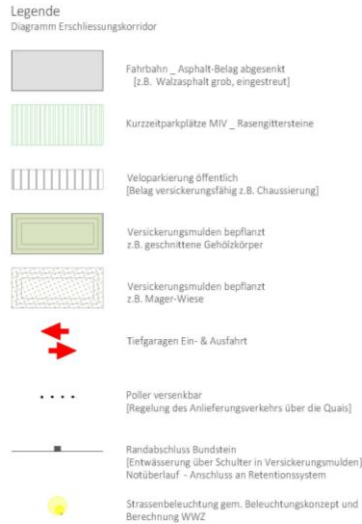 Legende
Diagramm Erschliessungskorridor
Fahrbahn _ Asphalt-Belag abgesenkt
[z.B. Walzasphalt grob, eingestreut]
Kurzzeitparkplätze MIV _ Rasengittersteine
Veloparkierung öffentlich
[Belag versickerungsfähig z.B. Chaussierung]
Versickerungsmulden bepflanzt
z.B. geschnittene Gehölzkörper
Versickerungsmulden bepflanzt
z.B. Mager-Wiese
Tiefgaragen Ein- & Ausfahrt
Poller versenkbar
[Regelung des Anlieferungsverkehrs über die Quais]
Randabschluss Bundstein
[Entwässerung über Schulter in Versickerungsmulden]
Notüberlauf - Anschluss an Retentionssystem
Strassenbeleuchtung gem. Beleuchtungskonzept und
Berechnung WWZ